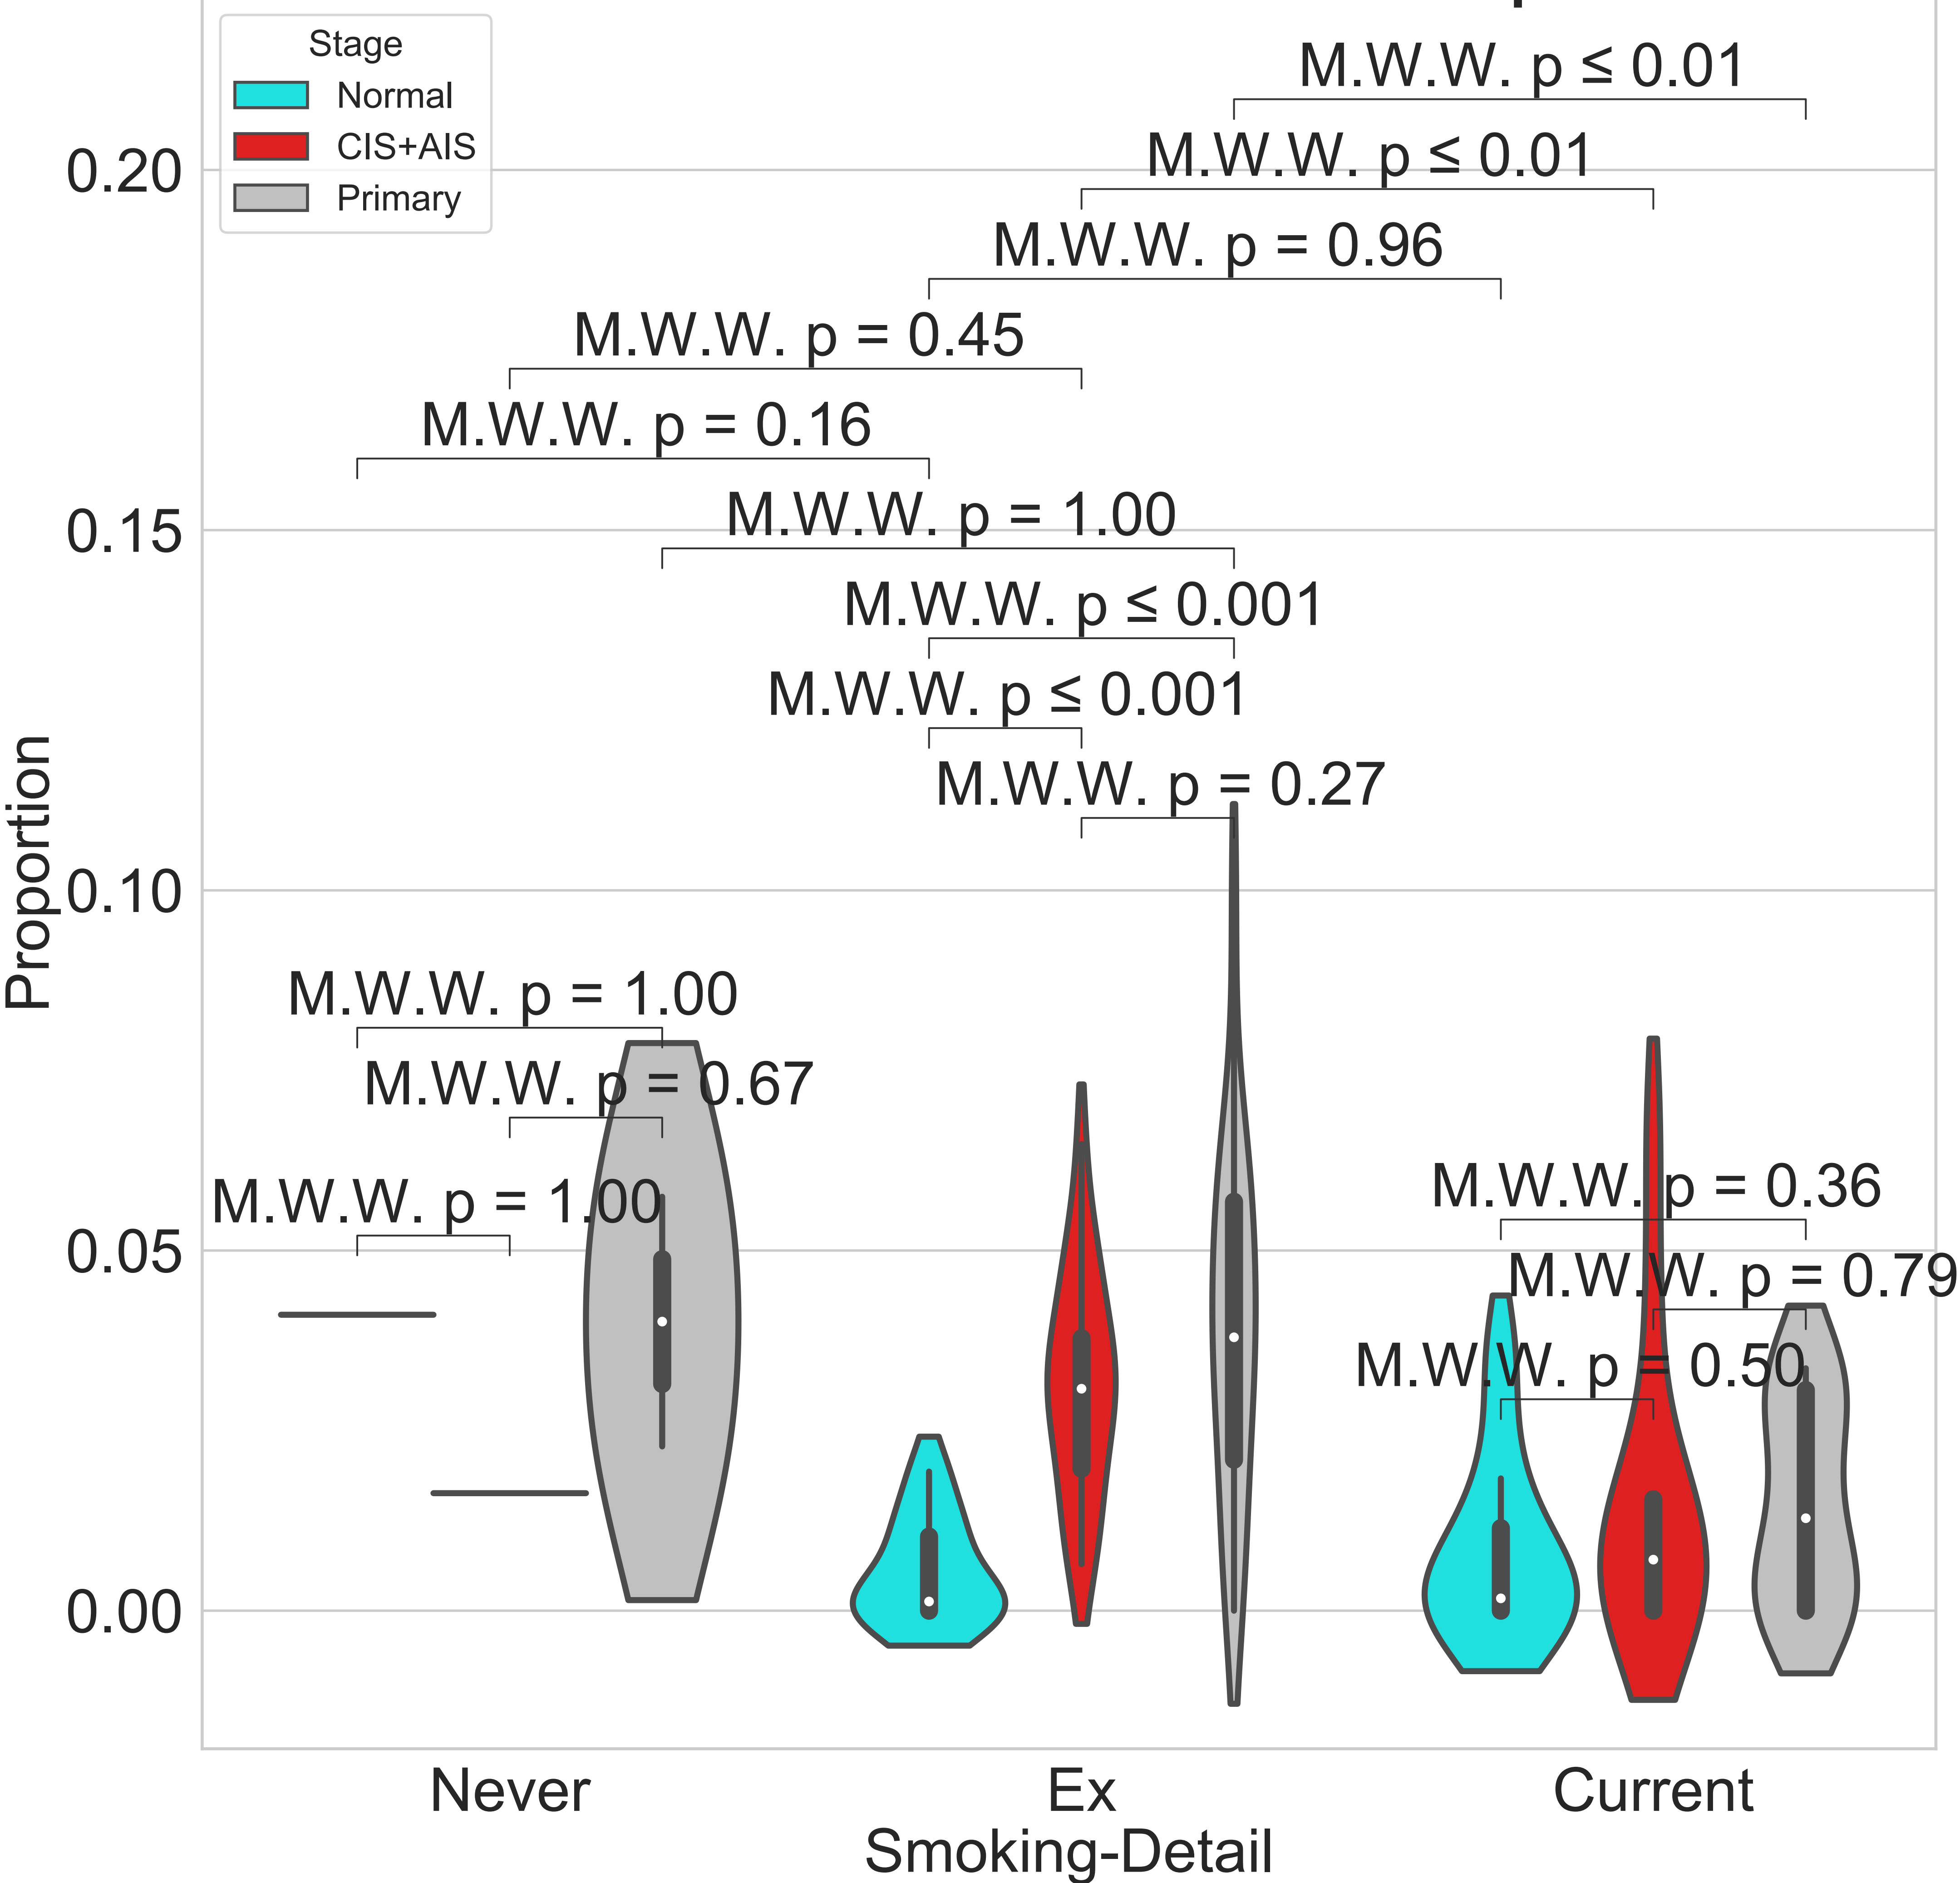 Stage
Normal
CIS+AIS
Primary
M.W.W. p ≤ 0.01
M.W.W. p ≤ 0.01
M.W.W. p = 0.96
M.W.W. p = 0.45
M.W.W. p = 0.16
M.W.W. p = 1.00
M.W.W. p ≤ 0.001
M.W.W. p ≤ 0.001
M.W.W. p = 0.27
M.W.W. p = 1.00
M.W.W. p = 0.67
M.W.W. p = 1.00
M.W.W. p = 0.36
M.W.W. p = 0.79
M.W.W. p = 0.50
0.20
0.15
0.10
0.05
0.00
Proportion
Never
Ex
Current
Smoking-Detail